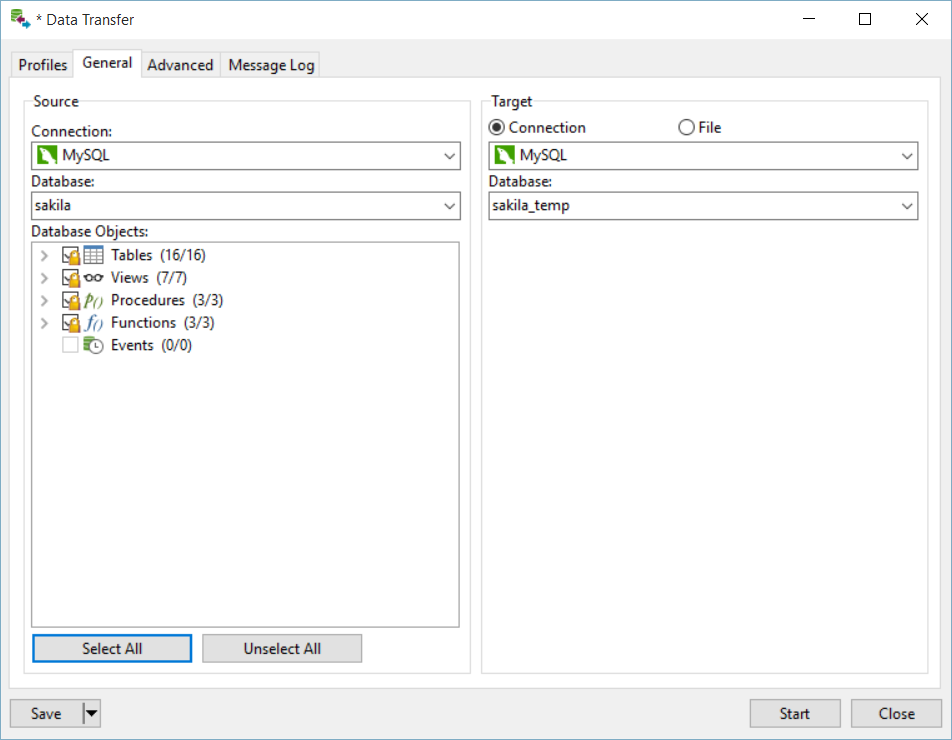 * Data Transfer
Profiles General Advanced Message Log
Source
Connection:
MySQL
Database:
sakila
Database Objects:
Tables (16/16)
Views (7/7)
p() Procedures (3/3)
f() Functions (3/3)
Events (0/0)
Select All Unselect All
Target
Connection File
MySQL
Database:
sakila_temp
Save Start Close